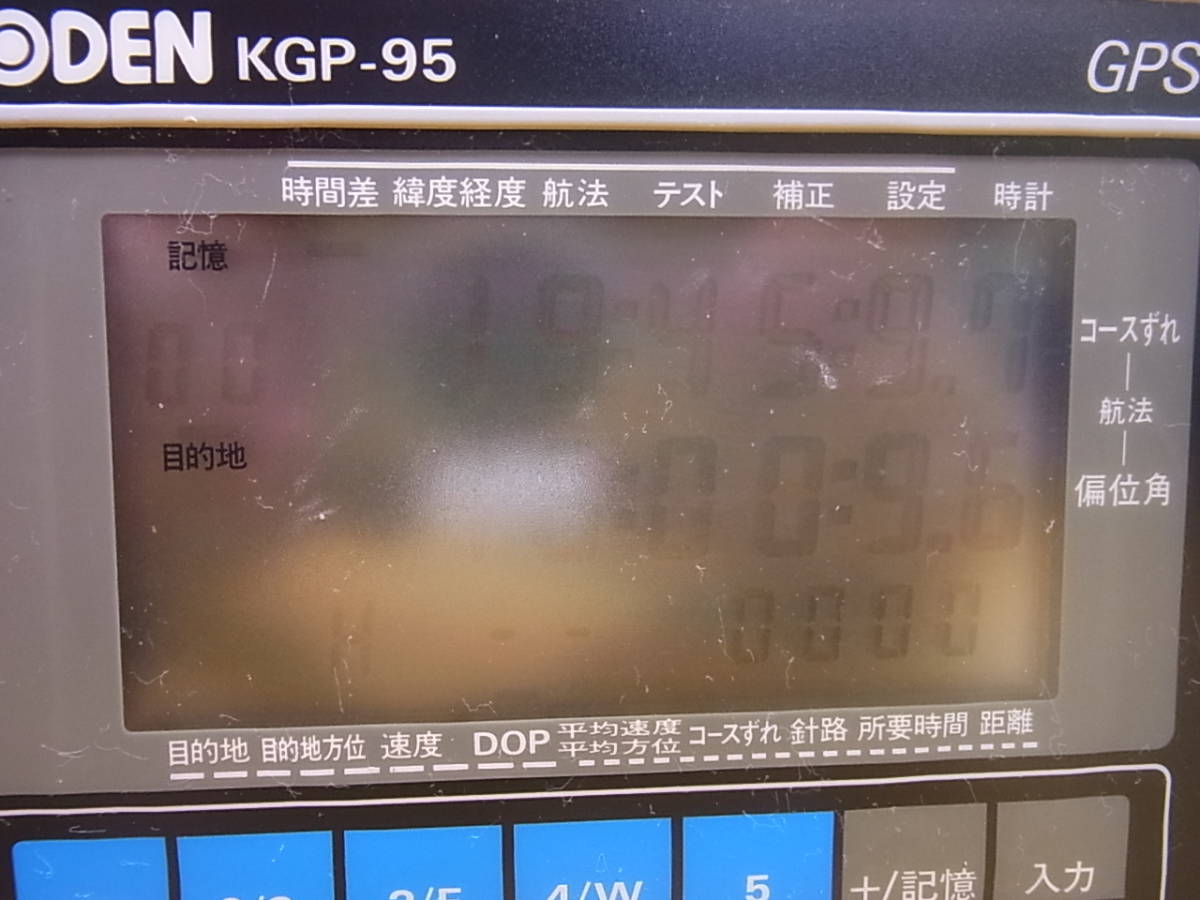 ODEN KGP-95 GPS
時間差 緯度経度 航法 テスト 補正 設定 時計
記憶
00
コースずれ
航法
偏位角
目的地
0000
目的地 目的地方位 速度 DOP 平均速度 平均方位 コースずれ 針路 所要時間 距離
4/W 5 +/記憶 入力